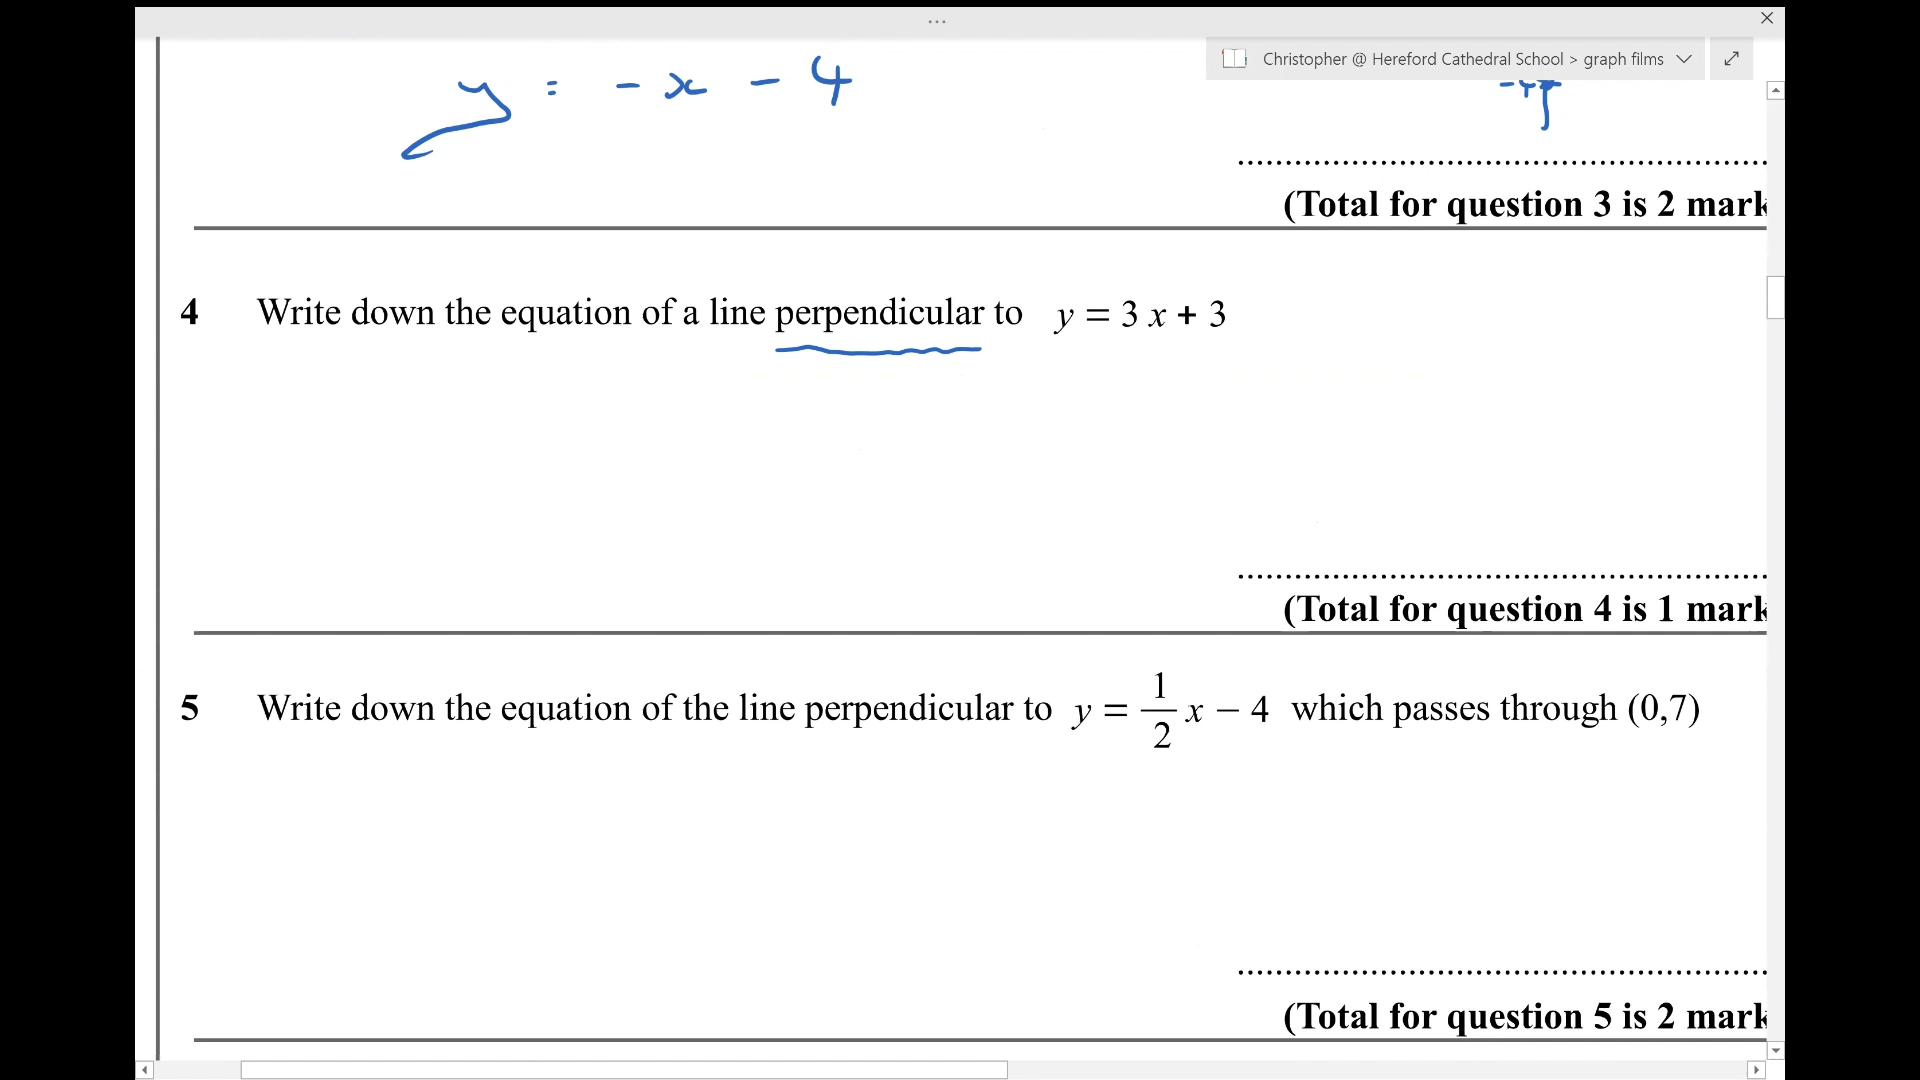 ...
Christopher @ Hereford Cathedral School > graph films
y = - x - 4
..........................................................
(Total for question 3 is 2 mark
4 Write down the equation of a line perpendicular to y = 3 x + 3
..........................................................
(Total for question 4 is 1 mark
5 Write down the equation of the line perpendicular to y = 1/2 x − 4 which passes through (0,7)
..........................................................
(Total for question 5 is 2 mark